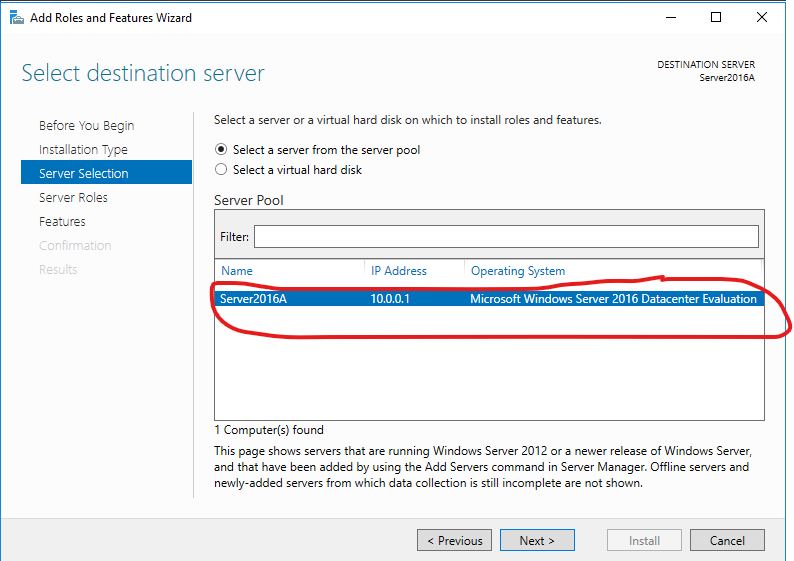 Add Roles and Features Wizard
Select destination server
DESTINATION SERVER
Server2016A
Before You Begin
Installation Type
Server Selection
Server Roles
Features
Confirmation
Results
Select a server or a virtual hard disk on which to install roles and features.
Select a server from the server pool
Select a virtual hard disk
Server Pool
Filter:
Name IP Address Operating System
Server2016A 10.0.0.1 Microsoft Windows Server 2016 Datacenter Evaluation
1 Computer(s) found
This page shows servers that are running Windows Server 2012 or a newer release of Windows Server,
and that have been added by using the Add Servers command in Server Manager. Offline servers and
newly-added servers from which data collection is still incomplete are not shown.
< Previous Next > Install Cancel